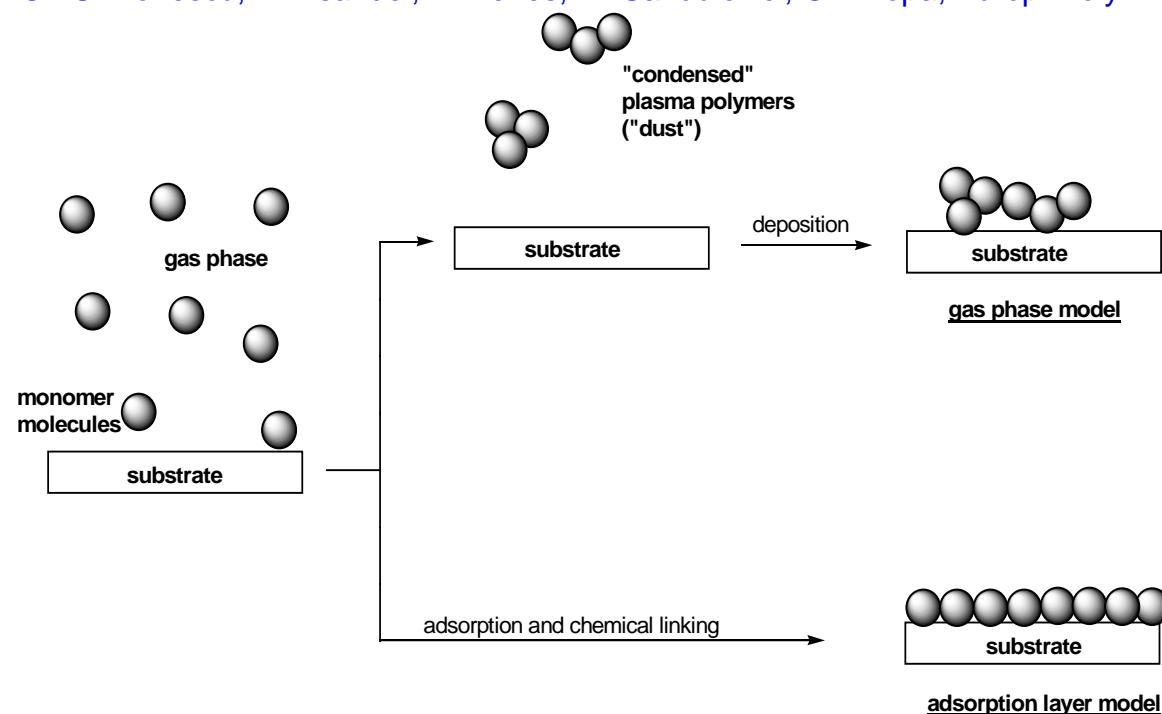 "condensed"
plasma polymers
("dust")
gas phase
monomer
molecules
substrate
substrate
deposition
substrate
gas phase model
adsorption and chemical linking
substrate
adsorption layer model